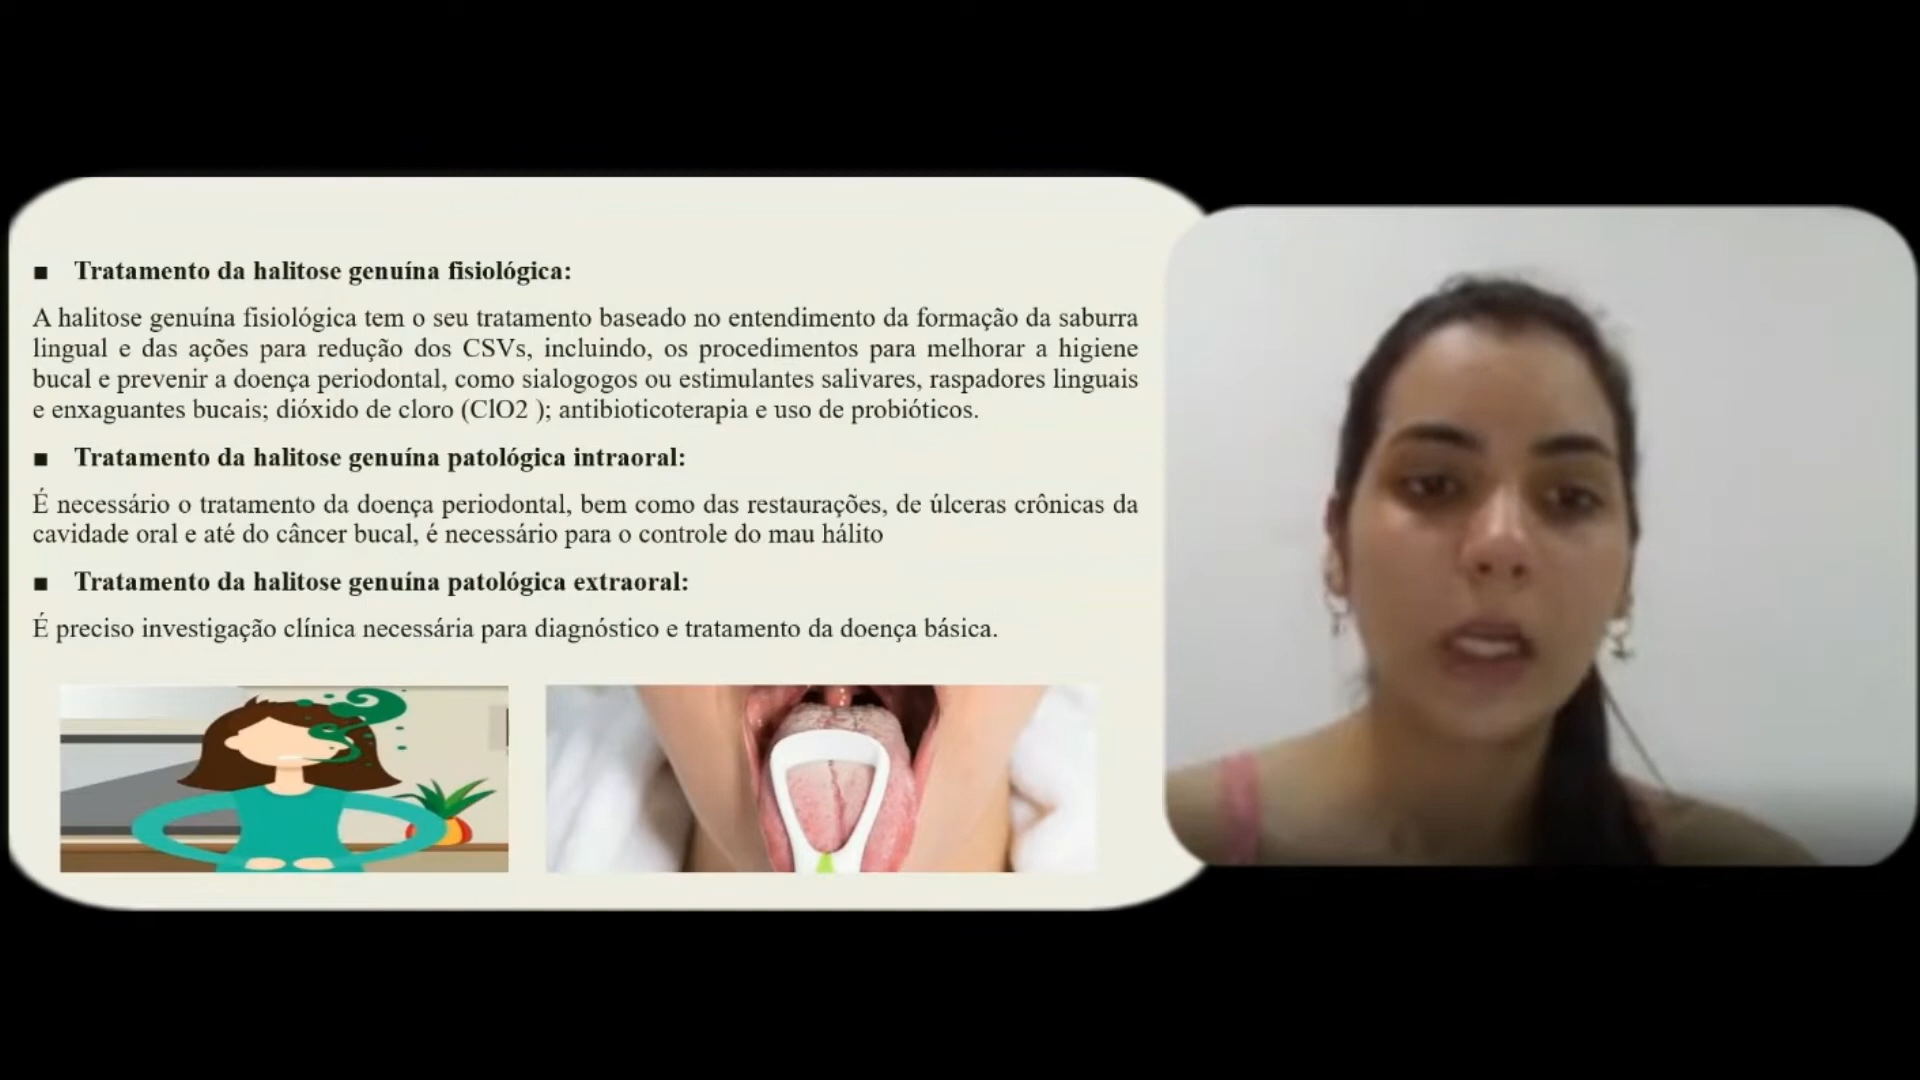 ▪ Tratamento da halitose genuína fisiológica:
A halitose genuína fisiológica tem o seu tratamento baseado no entendimento da formação da saburra
lingual e das ações para redução dos CSVs, incluindo, os procedimentos para melhorar a higiene
bucal e prevenir a doença periodontal, como sialogogos ou estimulantes salivares, raspadores linguais
e enxaguantes bucais; dióxido de cloro (ClO2 ); antibioticoterapia e uso de probióticos.
▪ Tratamento da halitose genuína patológica intraoral:
É necessário o tratamento da doença periodontal, bem como das restaurações, de úlceras crônicas da
cavidade oral e até do câncer bucal, é necessário para o controle do mau hálito
▪ Tratamento da halitose genuína patológica extraoral:
É preciso investigação clínica necessária para diagnóstico e tratamento da doença básica.